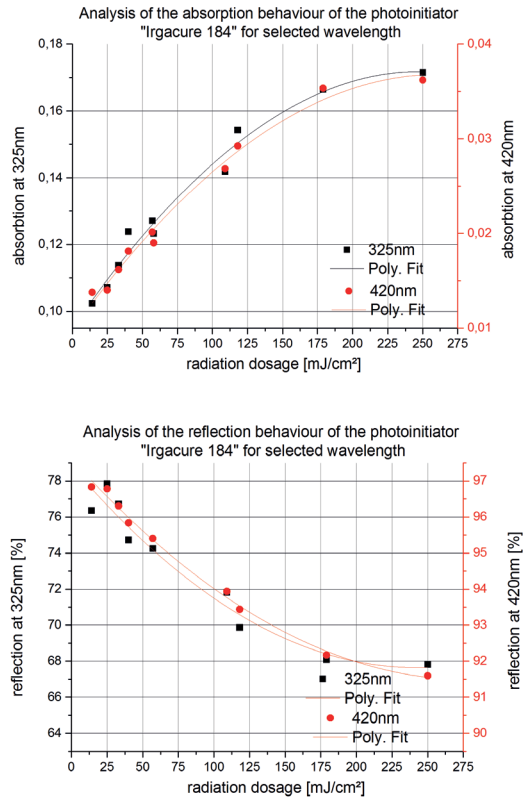 Analysis of the absorption behaviour of the photoinitiator
"Irgacure 184" for selected wavelength
0,18
0,16
0,14
0,12
0,10
absorbtion at 325nm
0,04
0,03
0,02
0,01
absorbtion at 420nm
325nm
Poly. Fit
420nm
Poly. Fit
0 25 50 75 100 125 150 175 200 225 250 275
radiation dosage [mJ/cm²]
Analysis of the reflection behaviour of the photoinitiator
"Irgacure 184" for selected wavelength
78
76
74
72
70
68
66
64
reflection at 325nm [%]
97
96
95
94
93
92
91
90
reflection at 420nm [%]
325nm
Poly. Fit
420nm
Poly. Fit
0 25 50 75 100 125 150 175 200 225 250 275
radiation dosage [mJ/cm²]